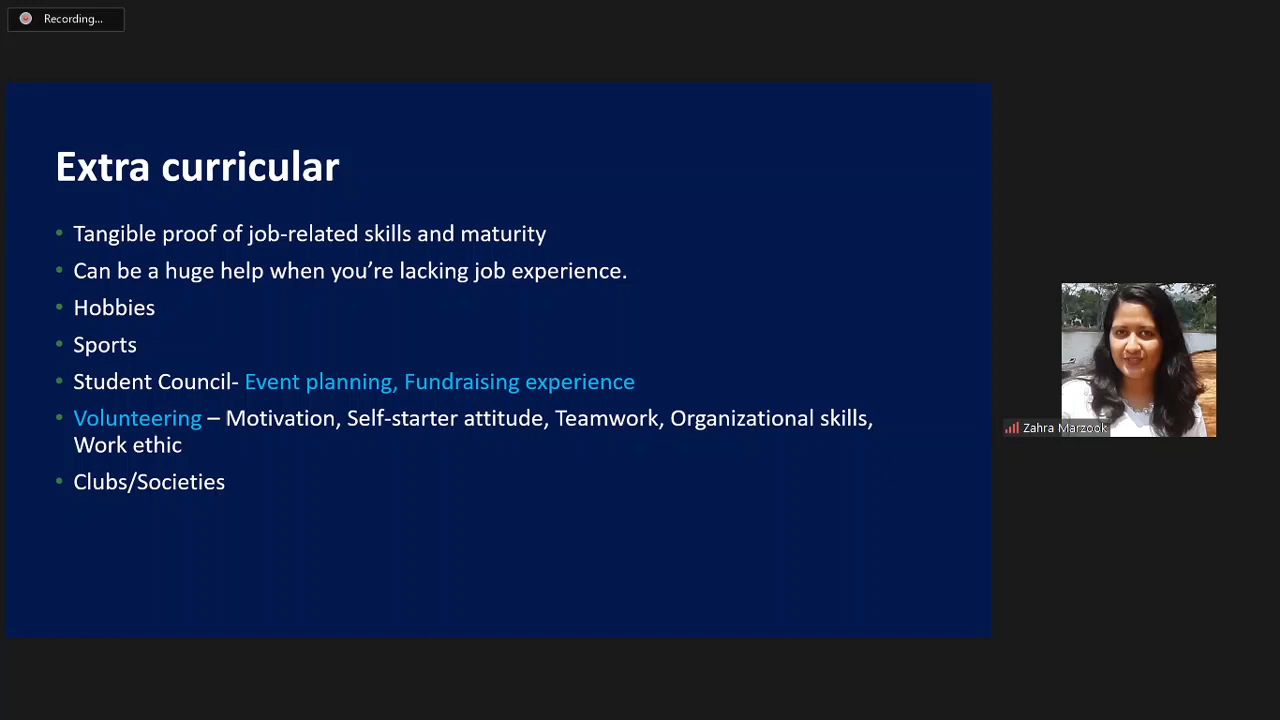 Recording...
Extra curricular
• Tangible proof of job-related skills and maturity
• Can be a huge help when you’re lacking job experience.
• Hobbies
• Sports
• Student Council- Event planning, Fundraising experience
• Volunteering – Motivation, Self-starter attitude, Teamwork, Organizational skills,
Work ethic
• Clubs/Societies
Zahra Marzook